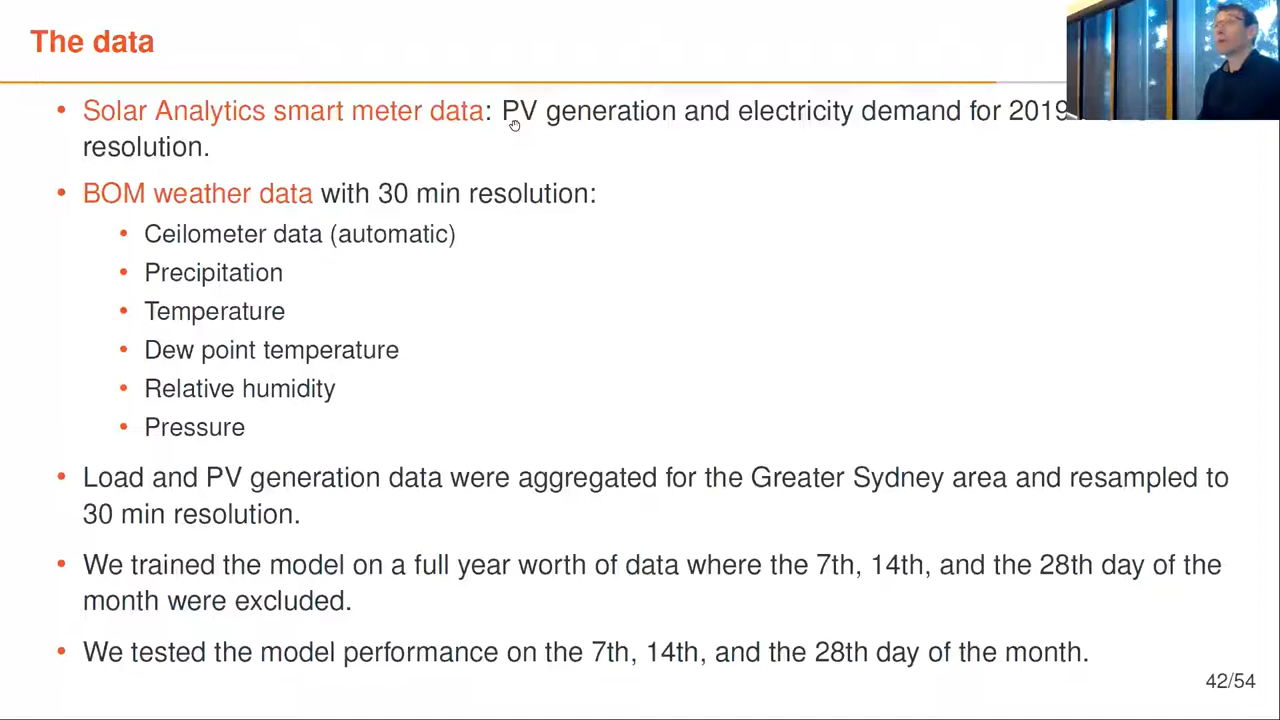 The data
• Solar Analytics smart meter data: PV generation and electricity demand for 2019
resolution.
• BOM weather data with 30 min resolution:
• Ceilometer data (automatic)
• Precipitation
• Temperature
• Dew point temperature
• Relative humidity
• Pressure
• Load and PV generation data were aggregated for the Greater Sydney area and resampled to
30 min resolution.
• We trained the model on a full year worth of data where the 7th, 14th, and the 28th day of the
month were excluded.
• We tested the model performance on the 7th, 14th, and the 28th day of the month.
42/54